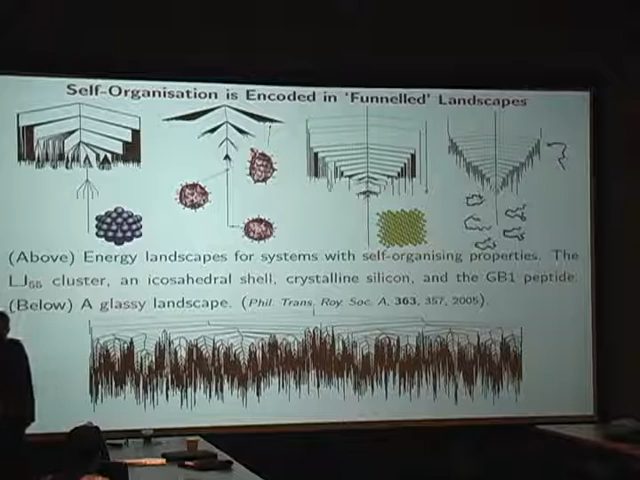 Self-Organisation is Encoded in 'Funnelled' Landscapes
(Above) Energy landscapes for systems with self-organising properties. The
LJ₅₅ cluster, an icosahedral shell, crystalline silicon, and the GB1 peptide.
(Below) A glassy landscape. (Phil. Trans. Roy. Soc. A, 363, 357, 2005).